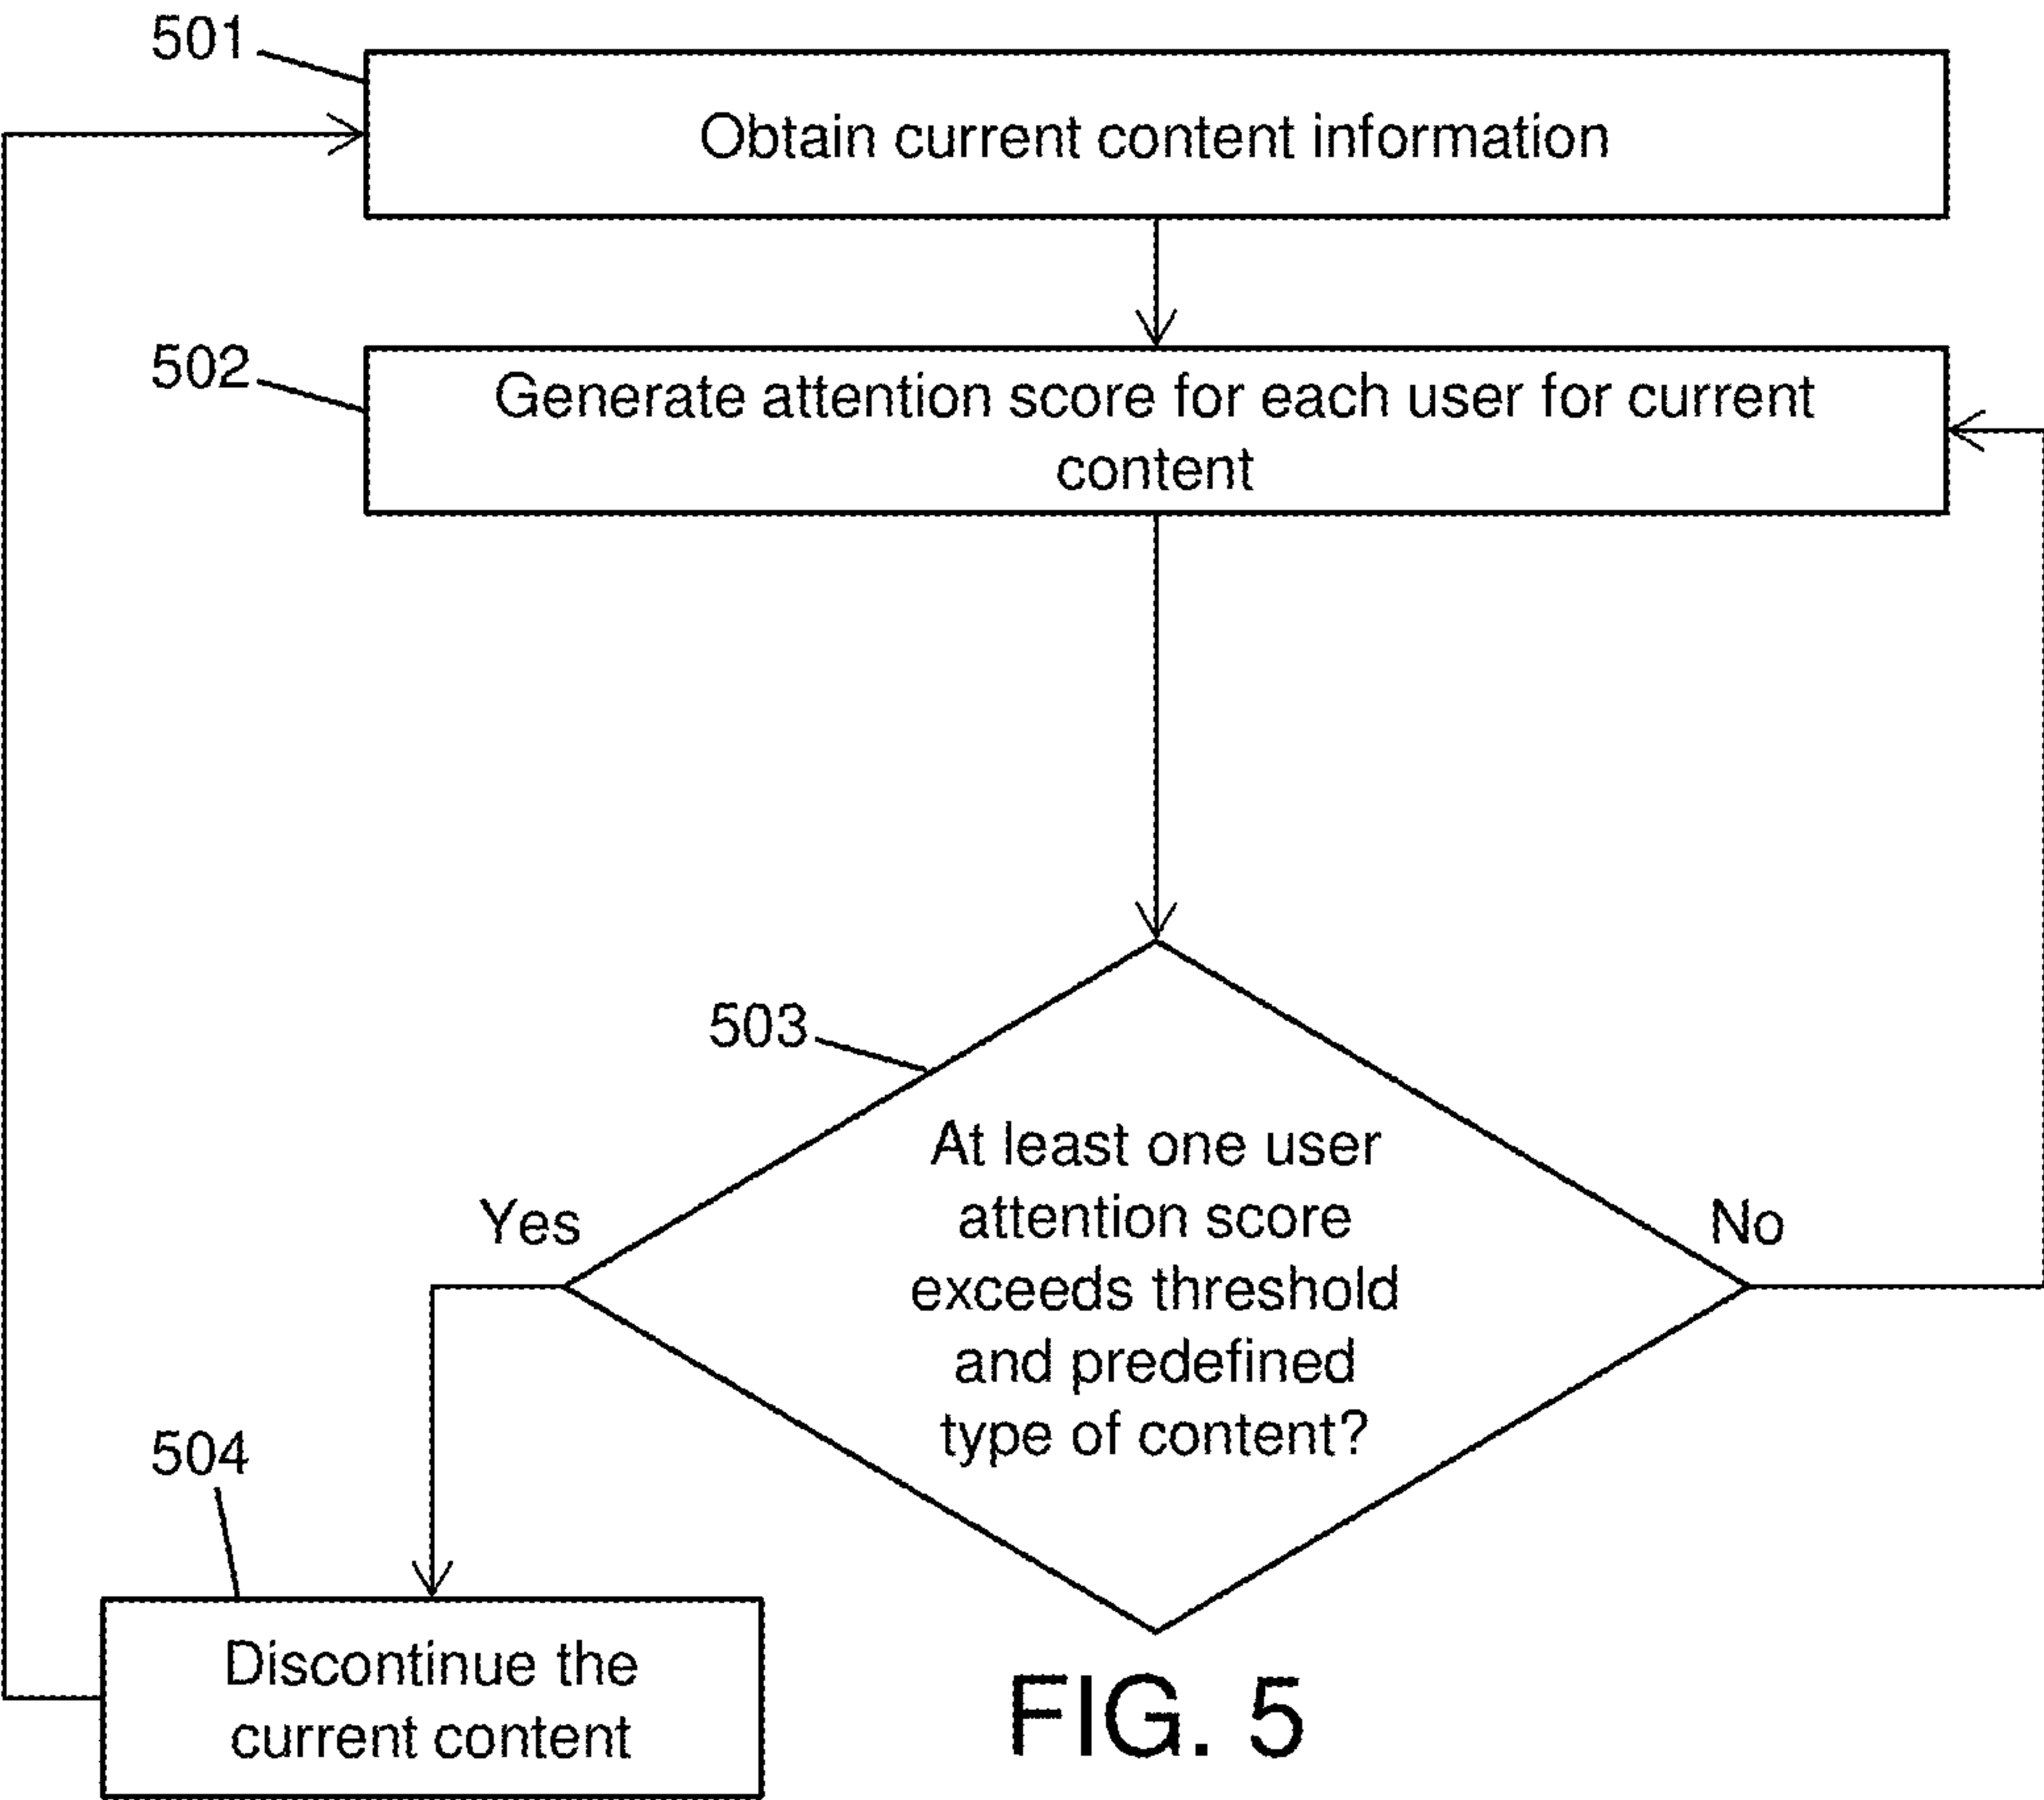 501
Obtain current content information
502
Generate attention score for each user for current
content
503
At least one user
attention score
exceeds threshold
and predefined
type of content?
Yes
No
504
Discontinue the
current content
FIG. 5